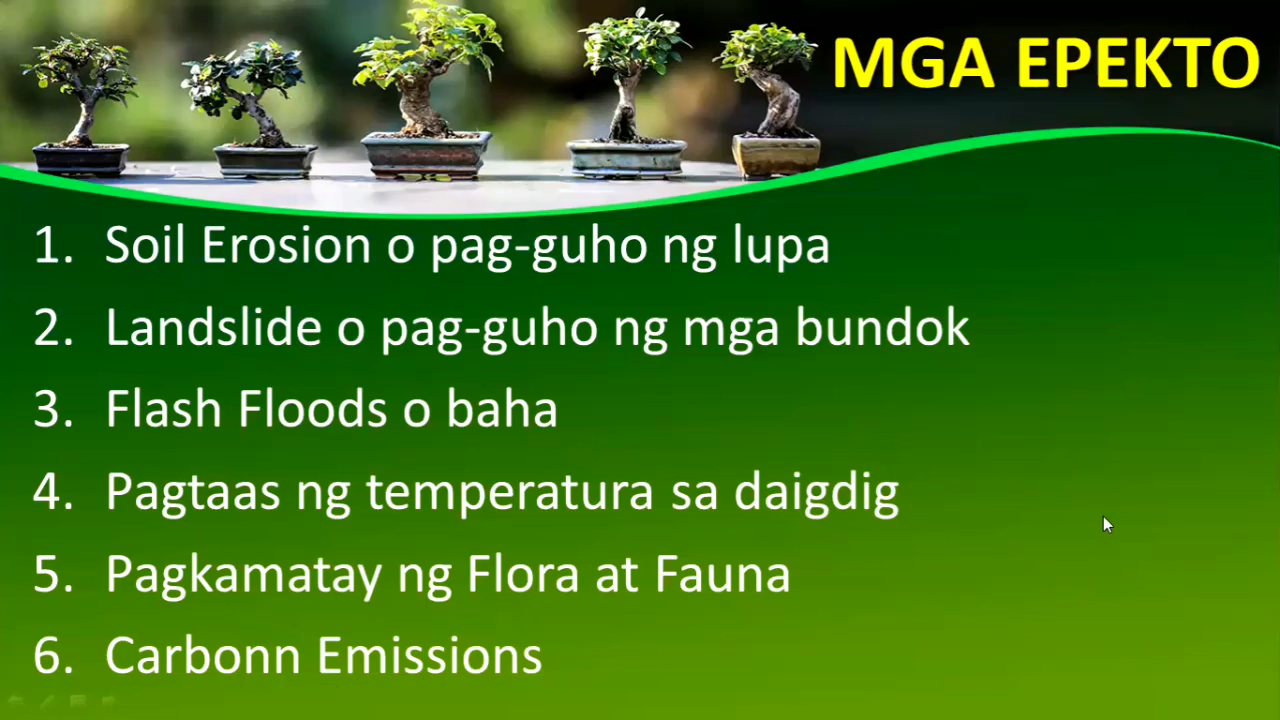 MGA EPEKTO
1. Soil Erosion o pag-guho ng lupa
2. Landslide o pag-guho ng mga bundok
3. Flash Floods o baha
4. Pagtaas ng temperatura sa daigdig
5. Pagkamatay ng Flora at Fauna
6. Carbonn Emissions